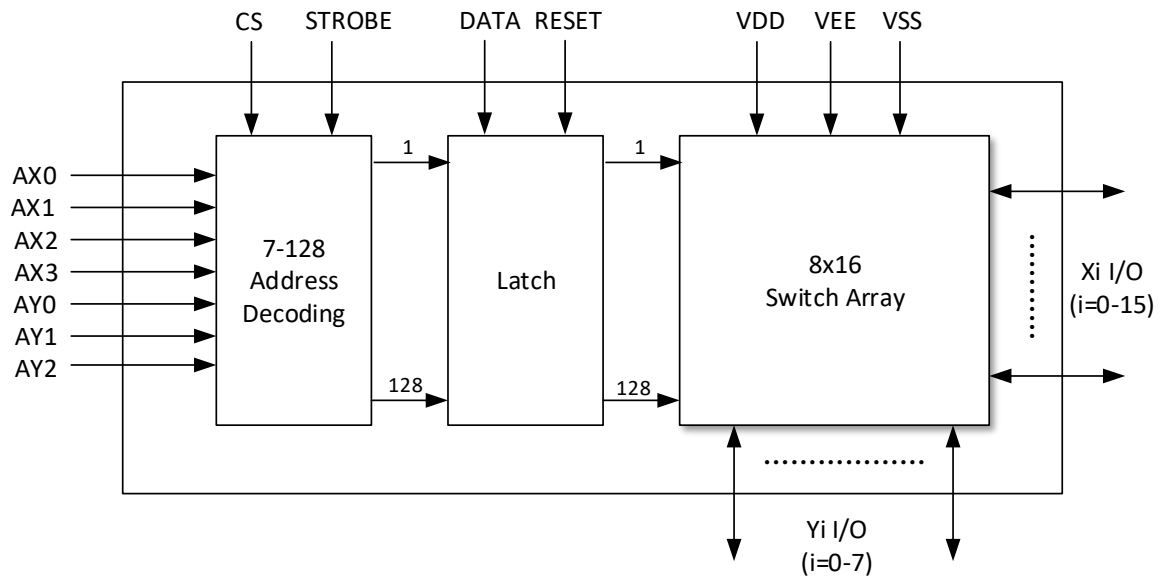 CS STROBE DATA RESET VDD VEE VSS
AX0
AX1
AX2
AX3
AY0
AY1
AY2
7-128
Address
Decoding
1
128
Latch
1
128
8x16
Switch Array
Xi I/O
(i=0-15)
Yi I/O
(i=0-7)